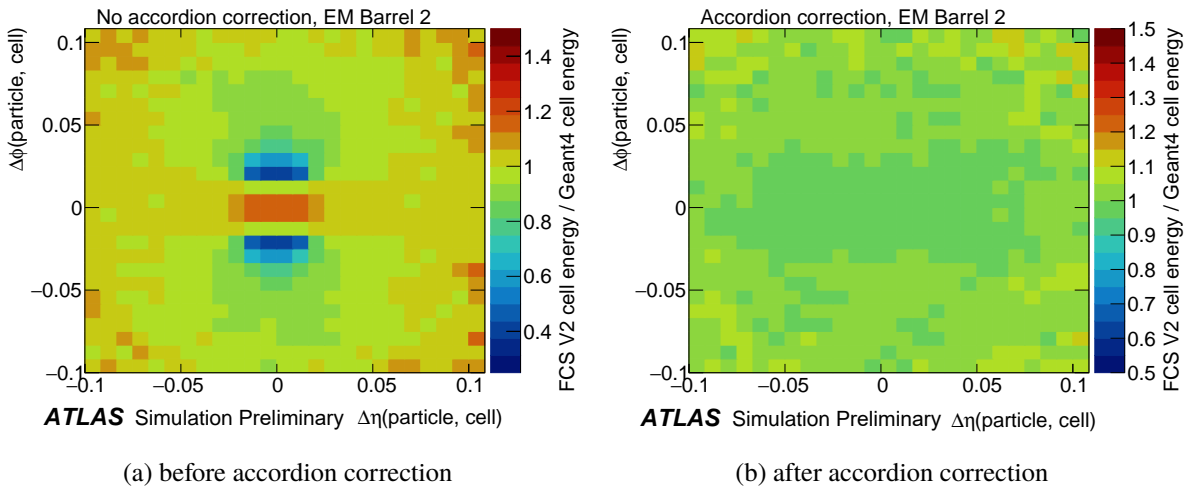 No accordion correction, EM Barrel 2
Δφ(particle, cell)
0.1
0.05
0
−0.05
−0.1
−0.1 −0.05 0 0.05 0.1
1.4
1.2
1
0.8
0.6
0.4
FCS V2 cell energy / Geant4 cell energy
ATLAS Simulation Preliminary Δη(particle, cell)
(a) before accordion correction
Accordion correction, EM Barrel 2
Δφ(particle, cell)
0.1
0.05
0
−0.05
−0.1
−0.1 −0.05 0 0.05 0.1
1.5
1.4
1.3
1.2
1.1
1
0.9
0.8
0.7
0.6
0.5
FCS V2 cell energy / Geant4 cell energy
ATLAS Simulation Preliminary Δη(particle, cell)
(b) after accordion correction